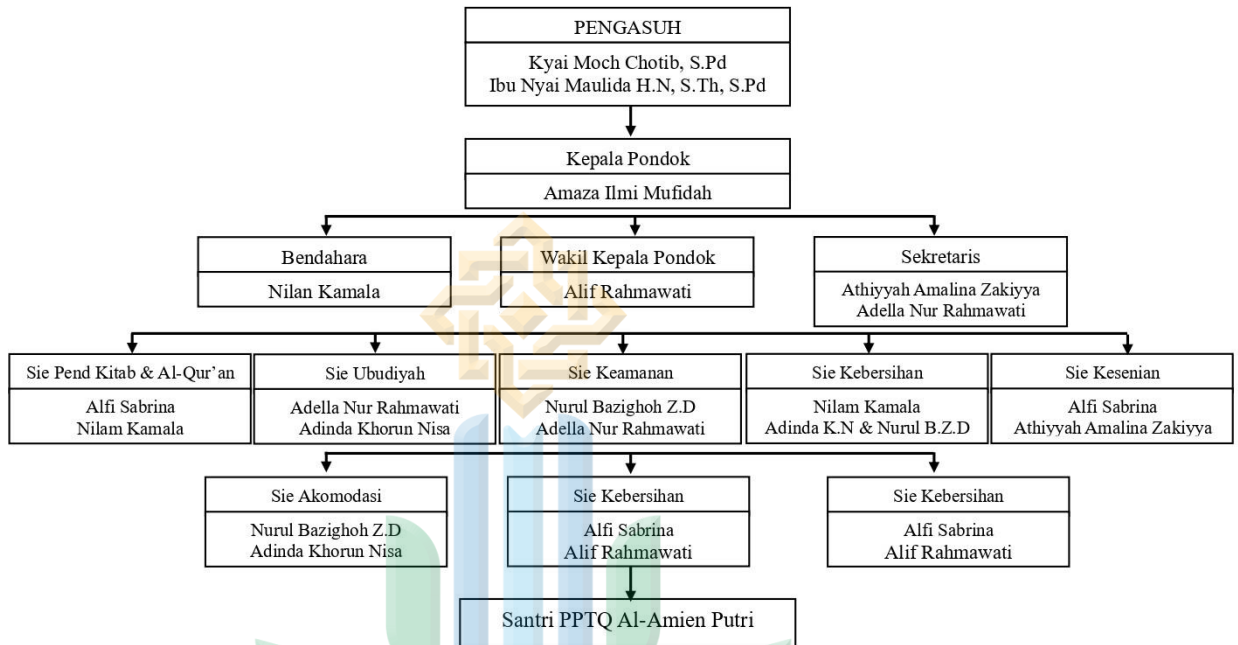 PENGASUH
Kyai Moch Chotib, S.Pd
Ibu Nyai Maulida H.N, S.Th, S.Pd
Kepala Pondok
Amaza Ilmi Mufidah
Bendahara
Nilan Kamala
Wakil Kepala Pondok
Alif Rahmawati
Sekretaris
Athiyyah Amalina Zakiyya
Adella Nur Rahmawati
Sie Pend Kitab & Al-Qur’an
Alfi Sabrina
Nilam Kamala
Sie Ubudiyah
Adella Nur Rahmawati
Adinda Khorun Nisa
Sie Keamanan
Nurul Bazighoh Z.D
Adella Nur Rahmawati
Sie Kebersihan
Nilam Kamala
Adinda K.N & Nurul B.Z.D
Sie Kesenian
Alfi Sabrina
Athiyyah Amalina Zakiyya
Sie Akomodasi
Nurul Bazighoh Z.D
Adinda Khorun Nisa
Sie Kebersihan
Alfi Sabrina
Alif Rahmawati
Sie Kebersihan
Alfi Sabrina
Alif Rahmawati
Santri PPTQ Al-Amien Putri